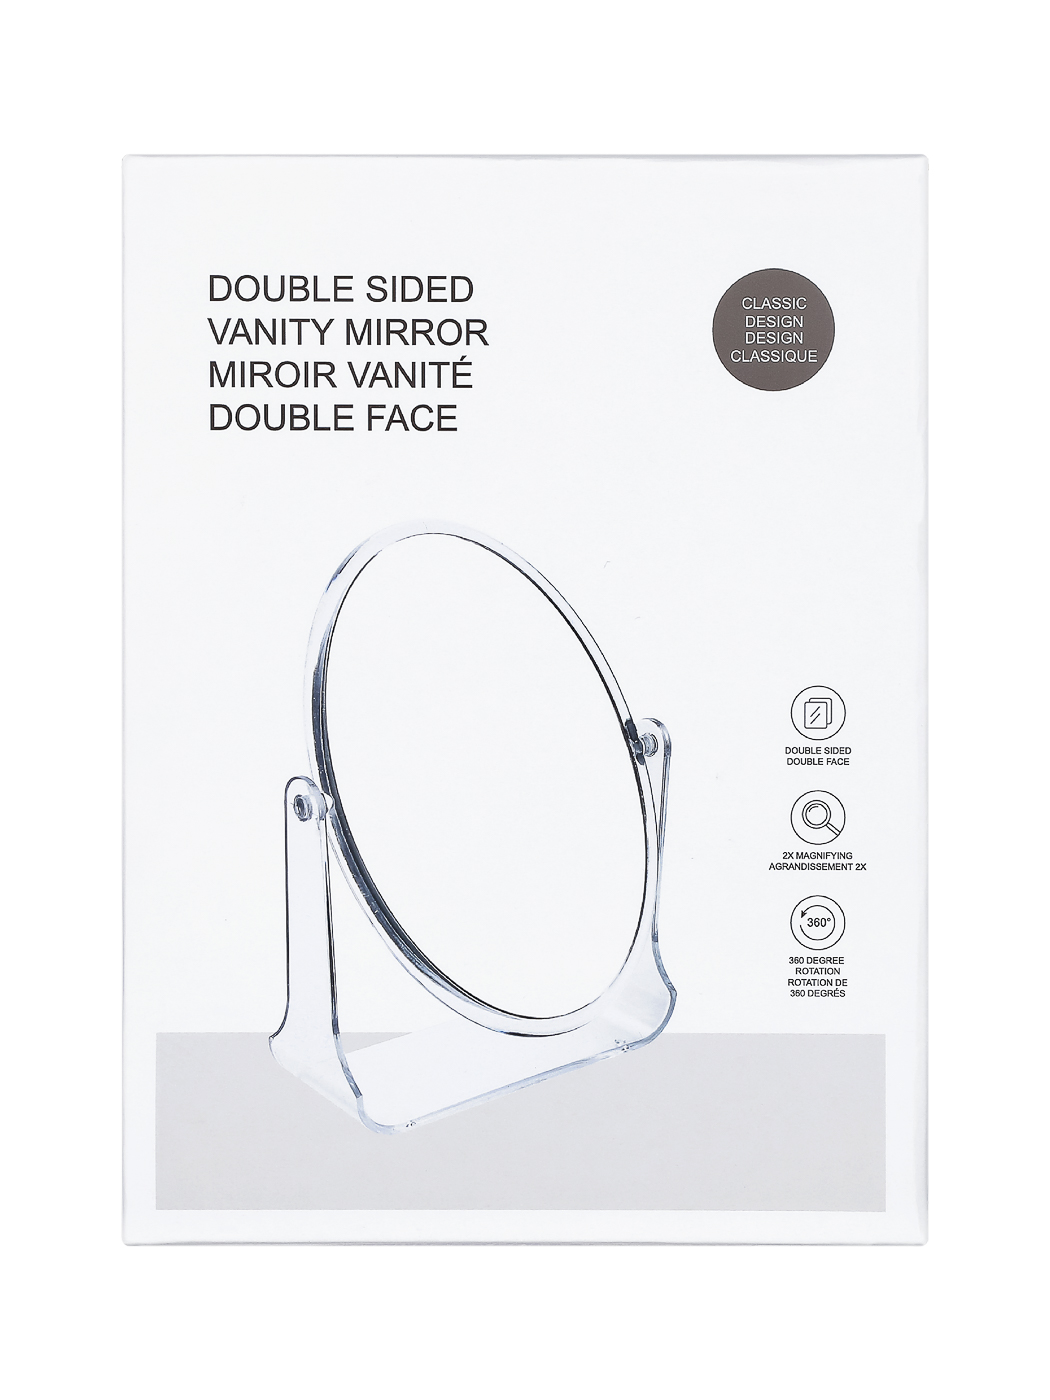 DOUBLE SIDED
VANITY MIRROR
MIROIR VANITÉ
DOUBLE FACE
CLASSIC
DESIGN
DESIGN
CLASSIQUE
DOUBLE SIDED
DOUBLE FACE
2X MAGNIFYING
AGRANDISSEMENT 2X
360°
360 DEGREE
ROTATION
ROTATION DE
360 DEGRÉS